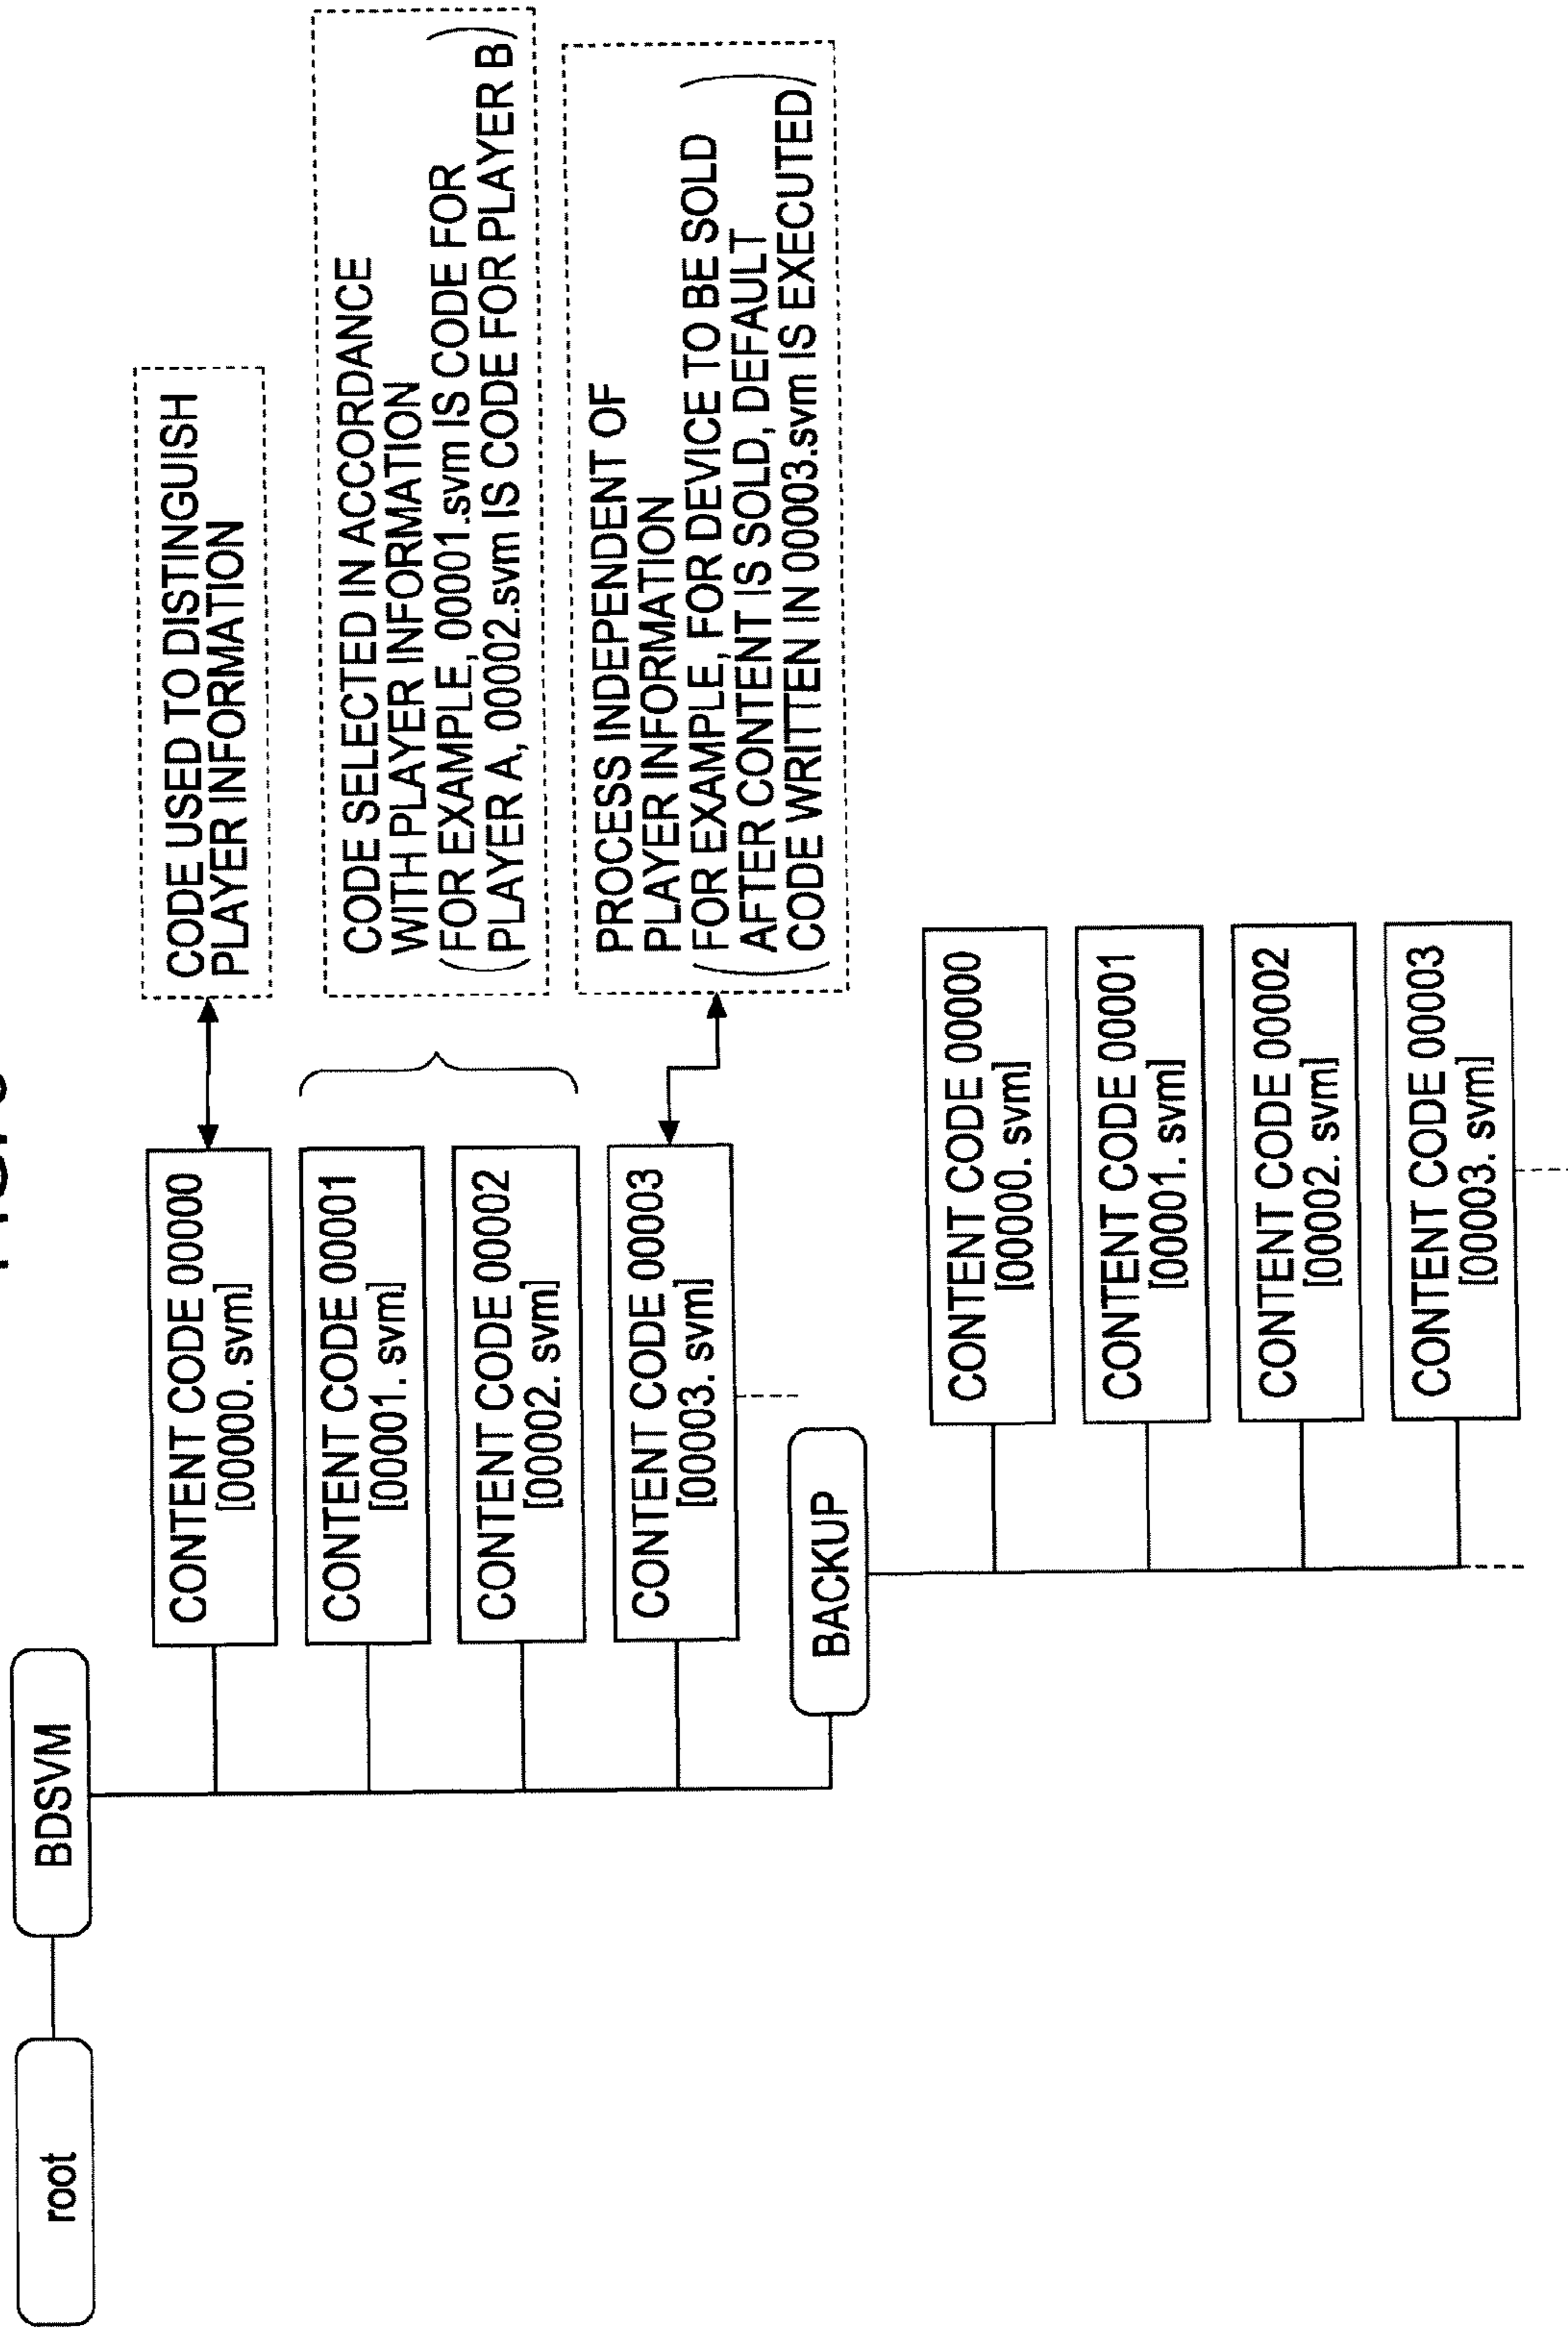 root
BDSVM
CONTENT CODE 00000
[00000. svm]
CODE USED TO DISTINGUISH
PLAYER INFORMATION
CONTENT CODE 00001
[00001. svm]
CONTENT CODE 00002
[00002. svm]
CODE SELECTED IN ACCORDANCE
WITH PLAYER INFORMATION
(FOR EXAMPLE, 00001.svm IS CODE FOR
PLAYER A, 00002.svm IS CODE FOR PLAYER B)
CONTENT CODE 00003
[00003. svm]
PROCESS INDEPENDENT OF
PLAYER INFORMATION
(FOR EXAMPLE, FOR DEVICE TO BE SOLD
AFTER CONTENT IS SOLD, DEFAULT
CODE WRITTEN IN 00003.svm IS EXECUTED)
BACKUP
CONTENT CODE 00000
[00000. svm]
CONTENT CODE 00001
[00001. svm]
CONTENT CODE 00002
[00002. svm]
CONTENT CODE 00003
[00003. svm]